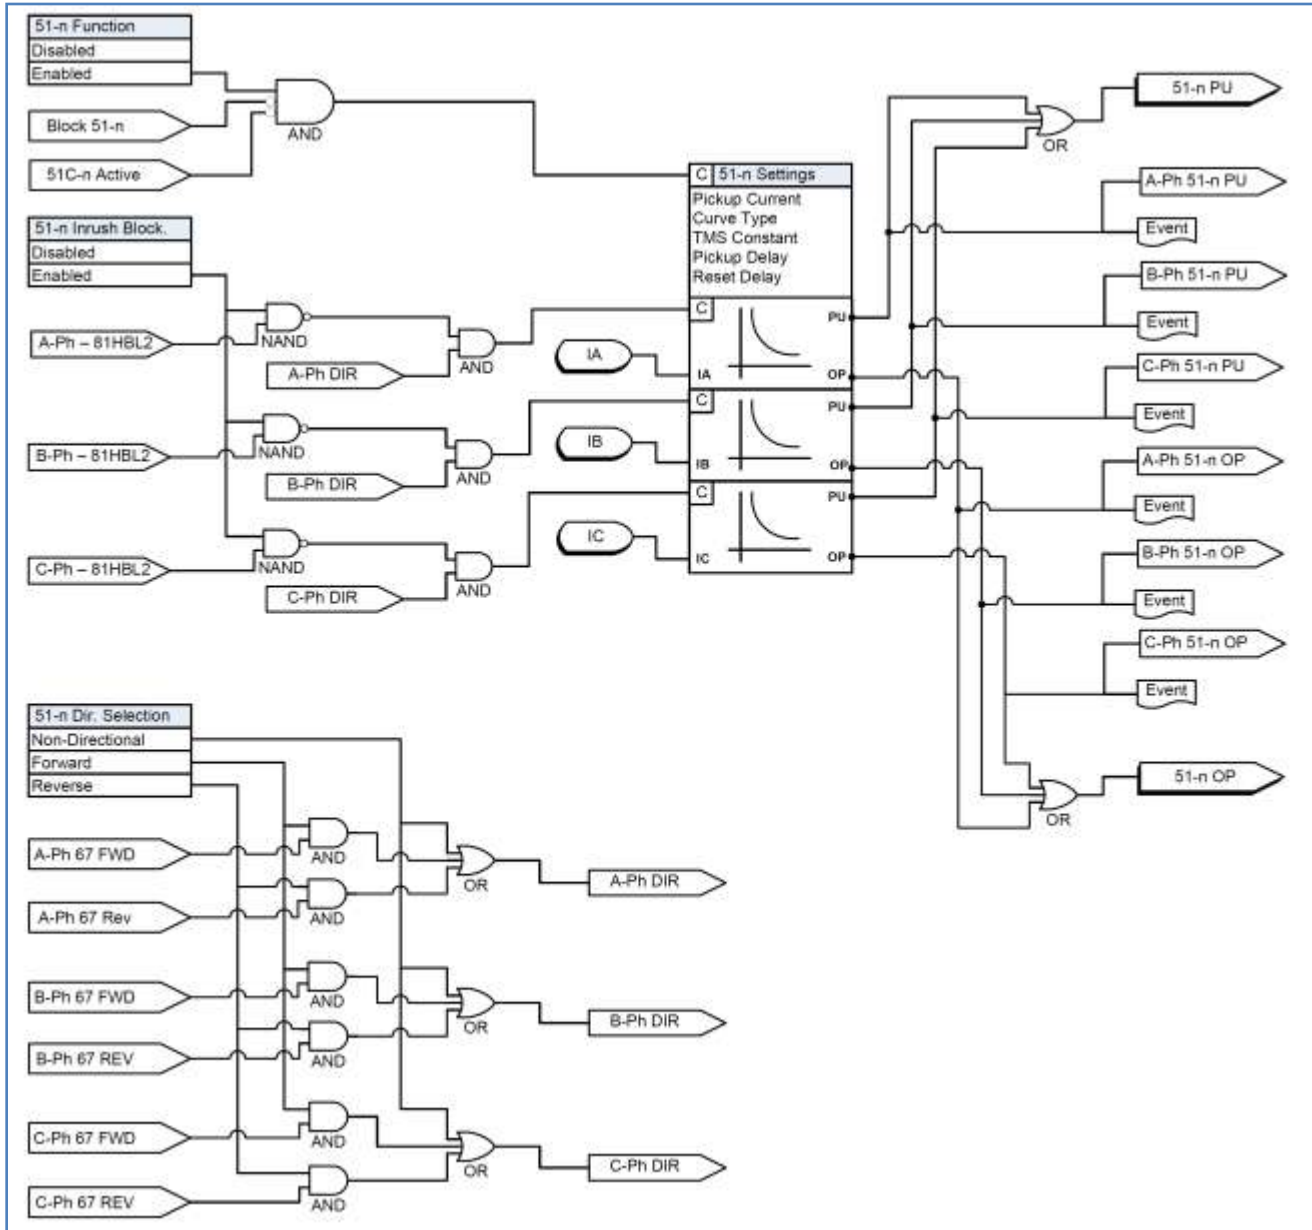 51-n Function
Disabled
Enabled
Block 51-n
51C-n Active
AND
51-n Inrush Block.
Disabled
Enabled
A-Ph – 81HBL2
NAND
A-Ph DIR
AND
B-Ph – 81HBL2
NAND
B-Ph DIR
AND
C-Ph – 81HBL2
NAND
C-Ph DIR
AND
IA
IB
IC
C 51-n Settings
Pickup Current
Curve Type
TMS Constant
Pickup Delay
Reset Delay
C
PU
IA
OP
C
PU
IB
OP
C
PU
IC
OP
OR
51-n PU
A-Ph 51-n PU
Event
B-Ph 51-n PU
Event
C-Ph 51-n PU
Event
A-Ph 51-n OP
Event
B-Ph 51-n OP
Event
C-Ph 51-n OP
Event
OR
51-n OP
51-n Dir. Selection
Non-Directional
Forward
Reverse
A-Ph 67 FWD
AND
A-Ph 67 Rev
AND
OR
A-Ph DIR
B-Ph 67 FWD
AND
B-Ph 67 REV
AND
OR
B-Ph DIR
C-Ph 67 FWD
AND
C-Ph 67 REV
AND
OR
C-Ph DIR